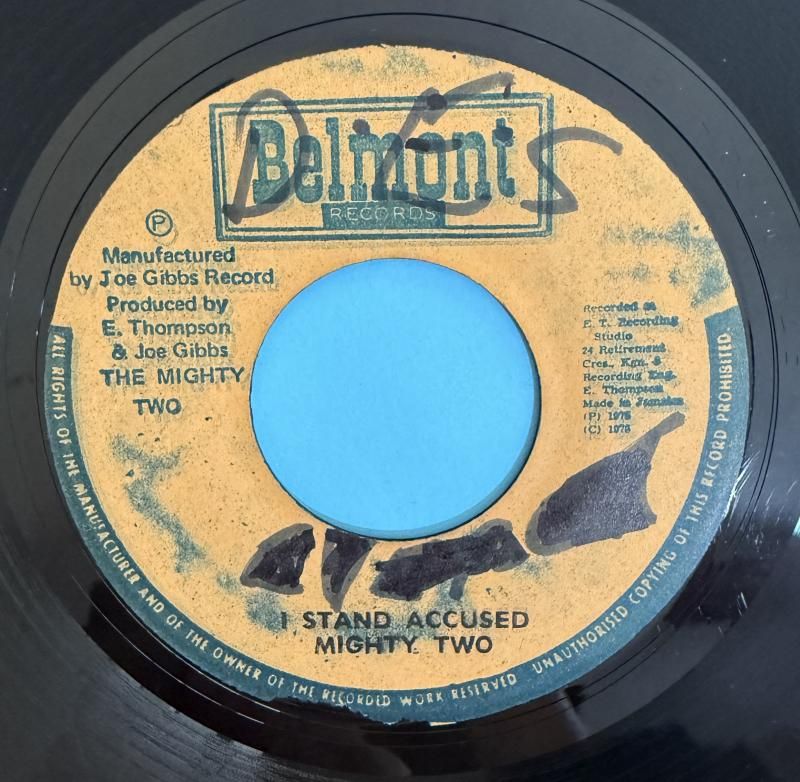 Belmont
RECORDS
D.E's
Ⓟ
Manufactured
by Joe Gibbs Record
Produced by
E. Thompson
& Joe Gibbs
THE MIGHTY
TWO
Recorded at
E. T. Recording
Studio
24 Retirement
Cres., Kgn. 5
Recording Eng.
E. Thompson
Made in Jamaica
(P) 1975
(C) 1975
I STAND ACCUSED
MIGHTY TWO
ALL RIGHTS OF THE MANUFACTURER AND OF THE OWNER OF THE RECORDED WORK RESERVED UNAUTHORISED COPYING OF THIS RECORD PROHIBITED